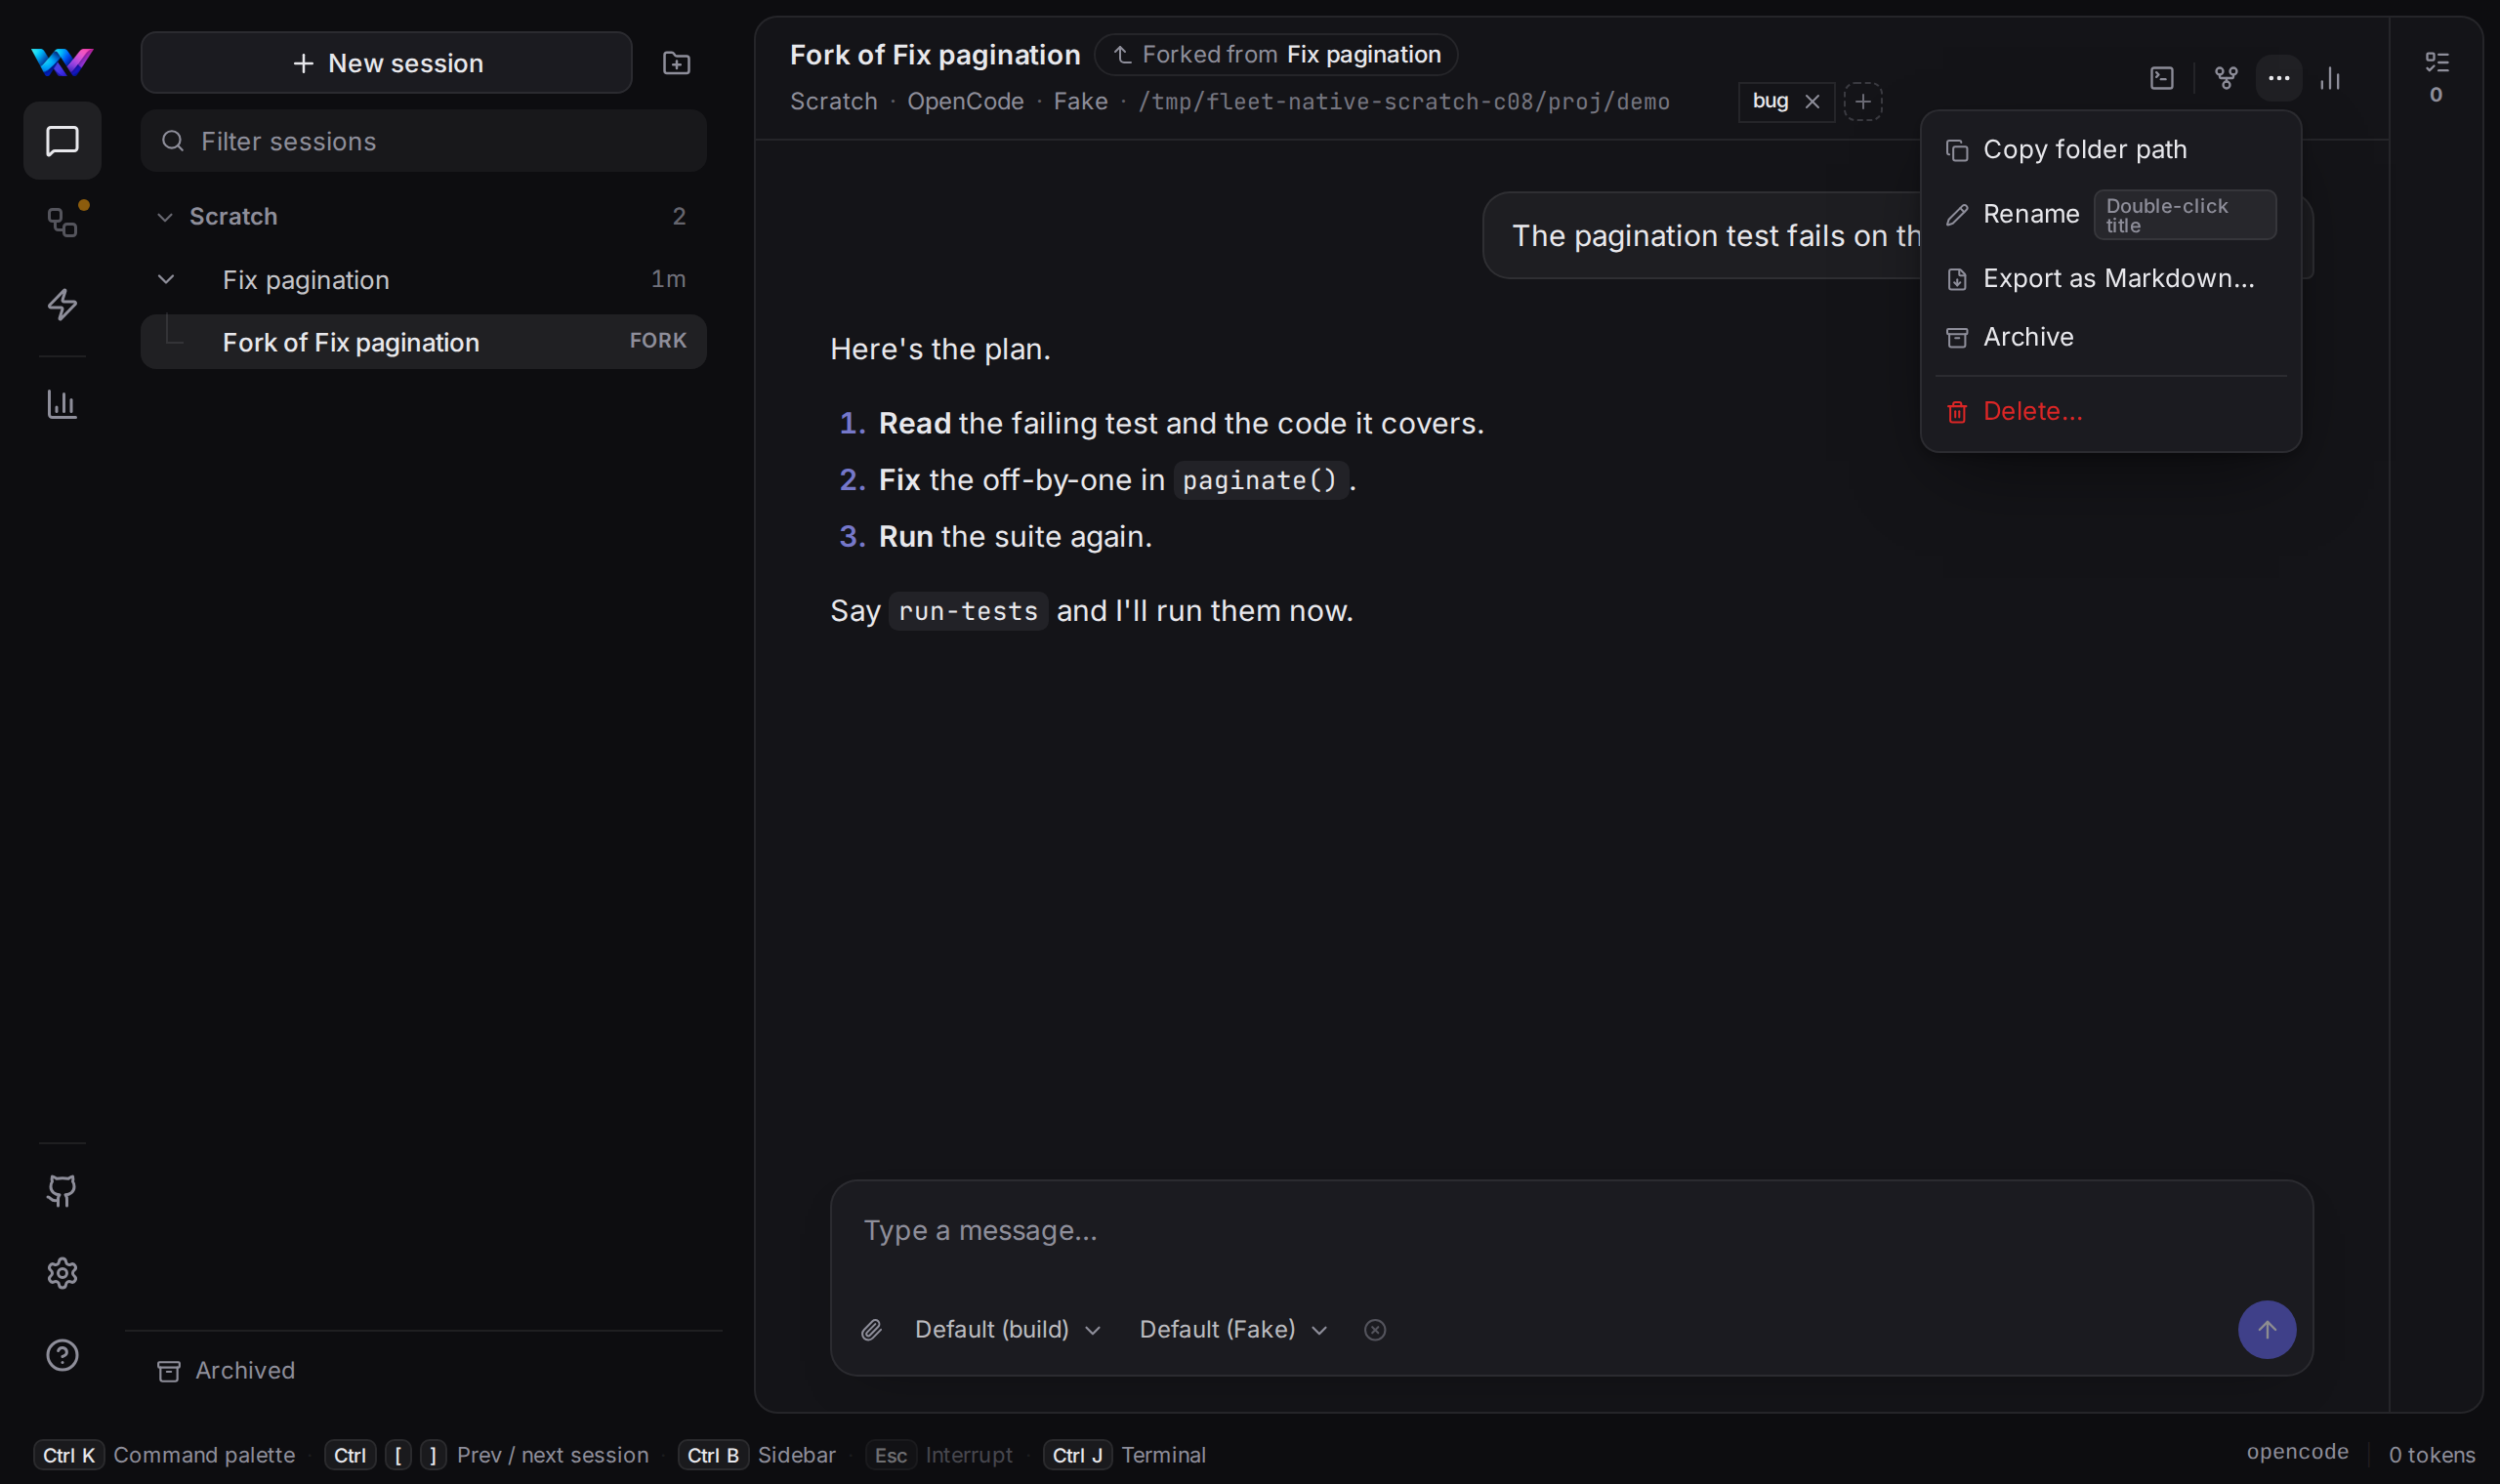 New session
Filter sessions
Scratch 2
Fix pagination 1m
Fork of Fix pagination FORK
Archived
Fork of Fix pagination Forked from Fix pagination
Scratch · OpenCode · Fake · /tmp/fleet-native-scratch-c08/proj/demo bug
0
Copy folder path
Rename Double-click title
Export as Markdown...
Archive
Delete...
The pagination test fails on th
Here's the plan.
1. Read the failing test and the code it covers.
2. Fix the off-by-one in paginate().
3. Run the suite again.
Say run-tests and I'll run them now.
Type a message...
Default (build) Default (Fake)
Ctrl K Command palette · Ctrl [ ] Prev / next session · Ctrl B Sidebar · Esc Interrupt · Ctrl J Terminal
opencode 0 tokens